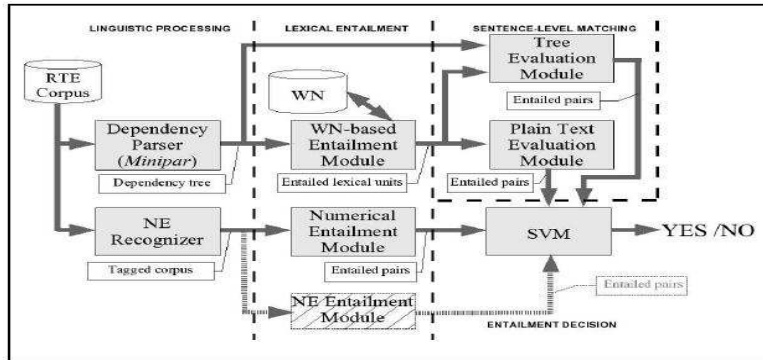 LINGUISTIC PROCESSING
LEXICAL ENTAILMENT
SENTENCE-LEVEL MATCHING
RTE
Corpus
WN
Tree
Evaluation
Module
Entailed pairs
Dependency
Parser
(Minipar)
WN-based
Entailment
Module
Plain Text
Evaluation
Module
Dependency tree
Entailed lexical units
Entailed pairs
NE
Recognizer
Numerical
Entailment
Module
SVM
YES /NO
Tagged corpus
Entailed pairs
Entailed pairs
NE Entailment
Module
ENTAILMENT DECISION